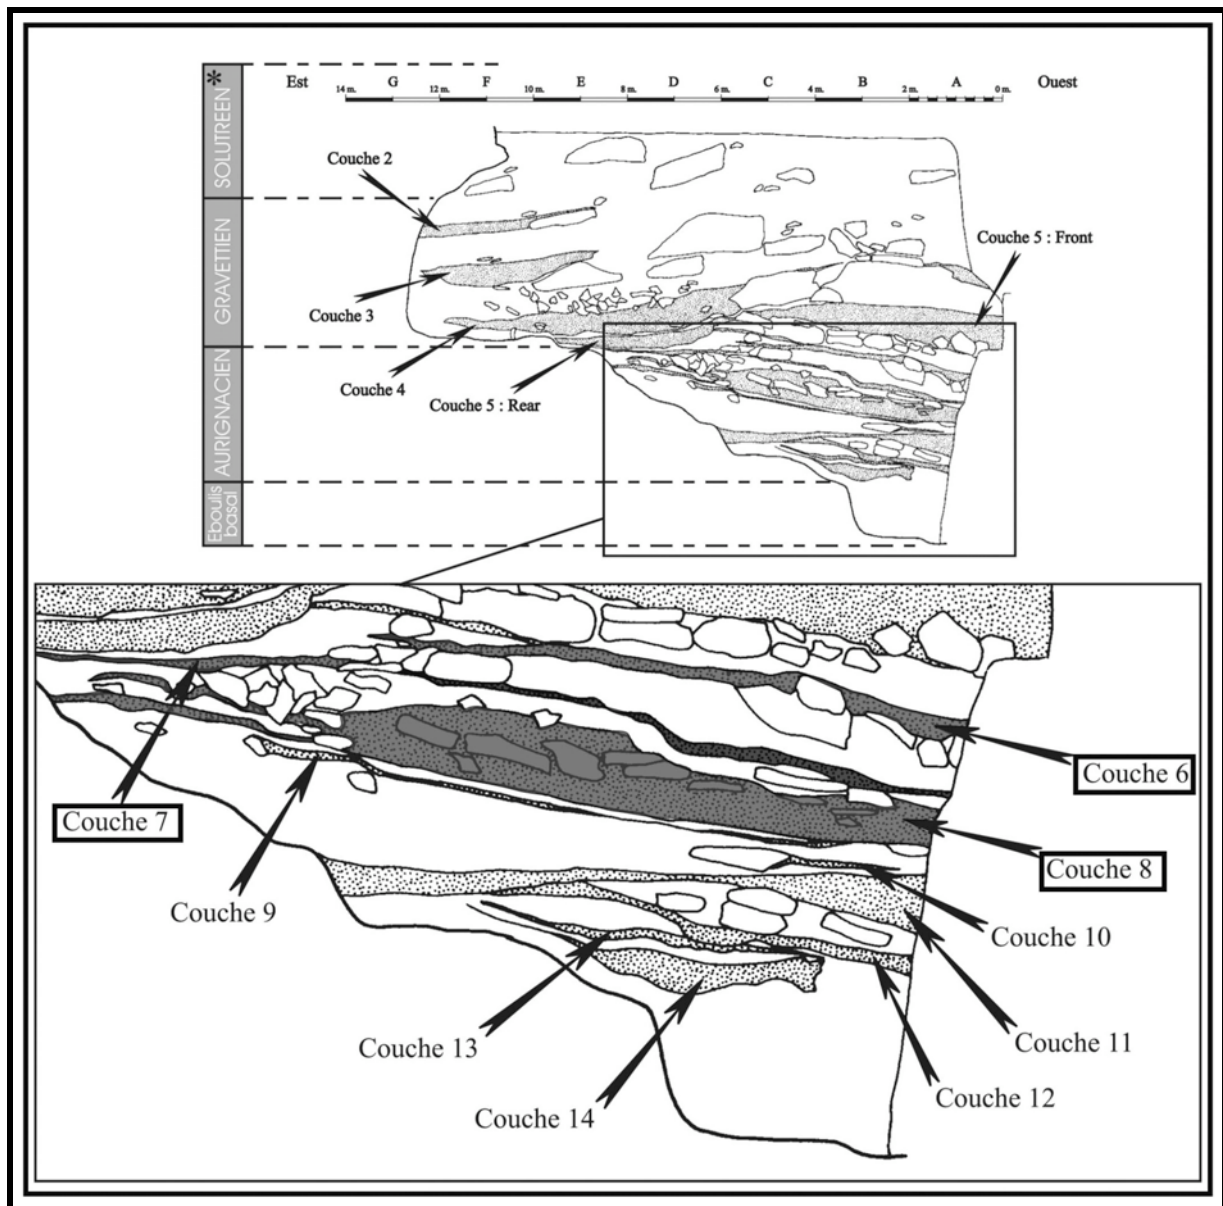 *
SOLUTREEN
GRAVETTIEN
AURIGNACIEN
Eboulis
basal
Est G F E D C B A Ouest
14 m. 12 m. 10 m. 8 m. 6 m. 4 m. 2 m. 0 m.
Couche 2
Couche 5 : Front
Couche 3
Couche 4
Couche 5 : Rear
Couche 6
Couche 7
Couche 8
Couche 9
Couche 10
Couche 13
Couche 11
Couche 12
Couche 14